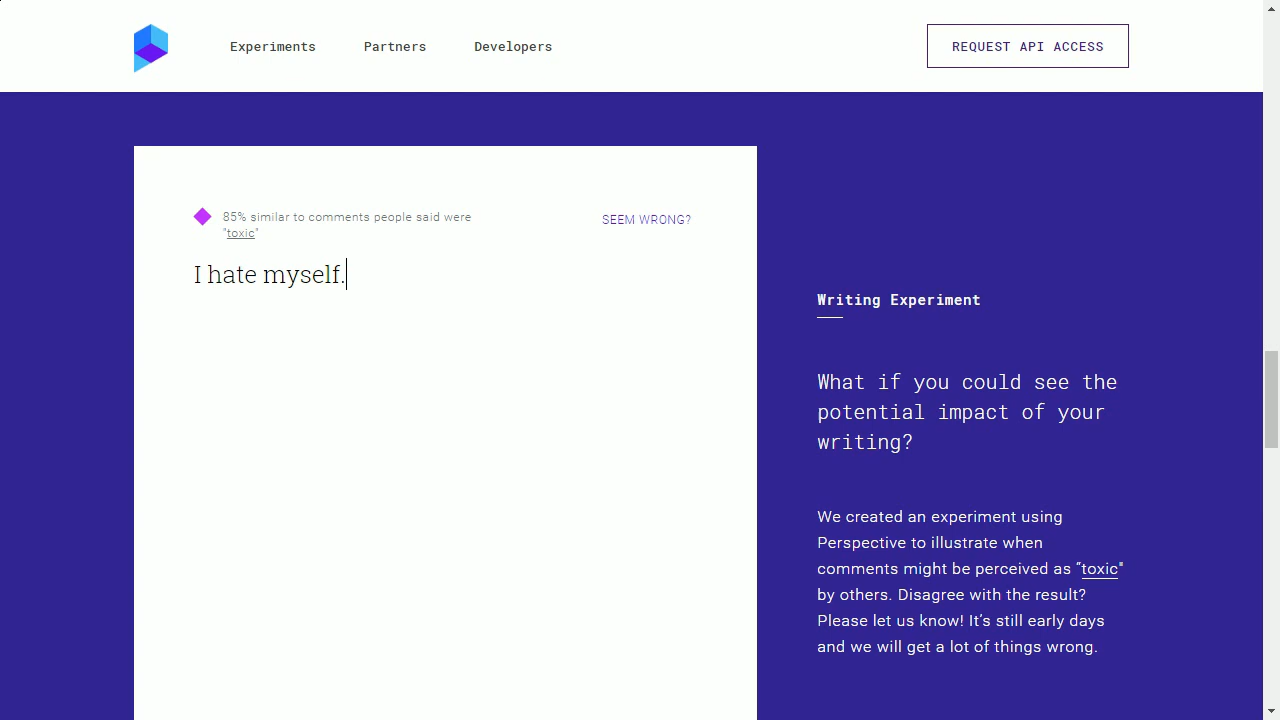 Experiments
Partners
Developers
REQUEST API ACCESS
85% similar to comments people said were
"toxic"
SEEM WRONG?
I hate myself.
Writing Experiment
What if you could see the
potential impact of your
writing?
We created an experiment using
Perspective to illustrate when
comments might be perceived as “toxic"
by others. Disagree with the result?
Please let us know! It’s still early days
and we will get a lot of things wrong.